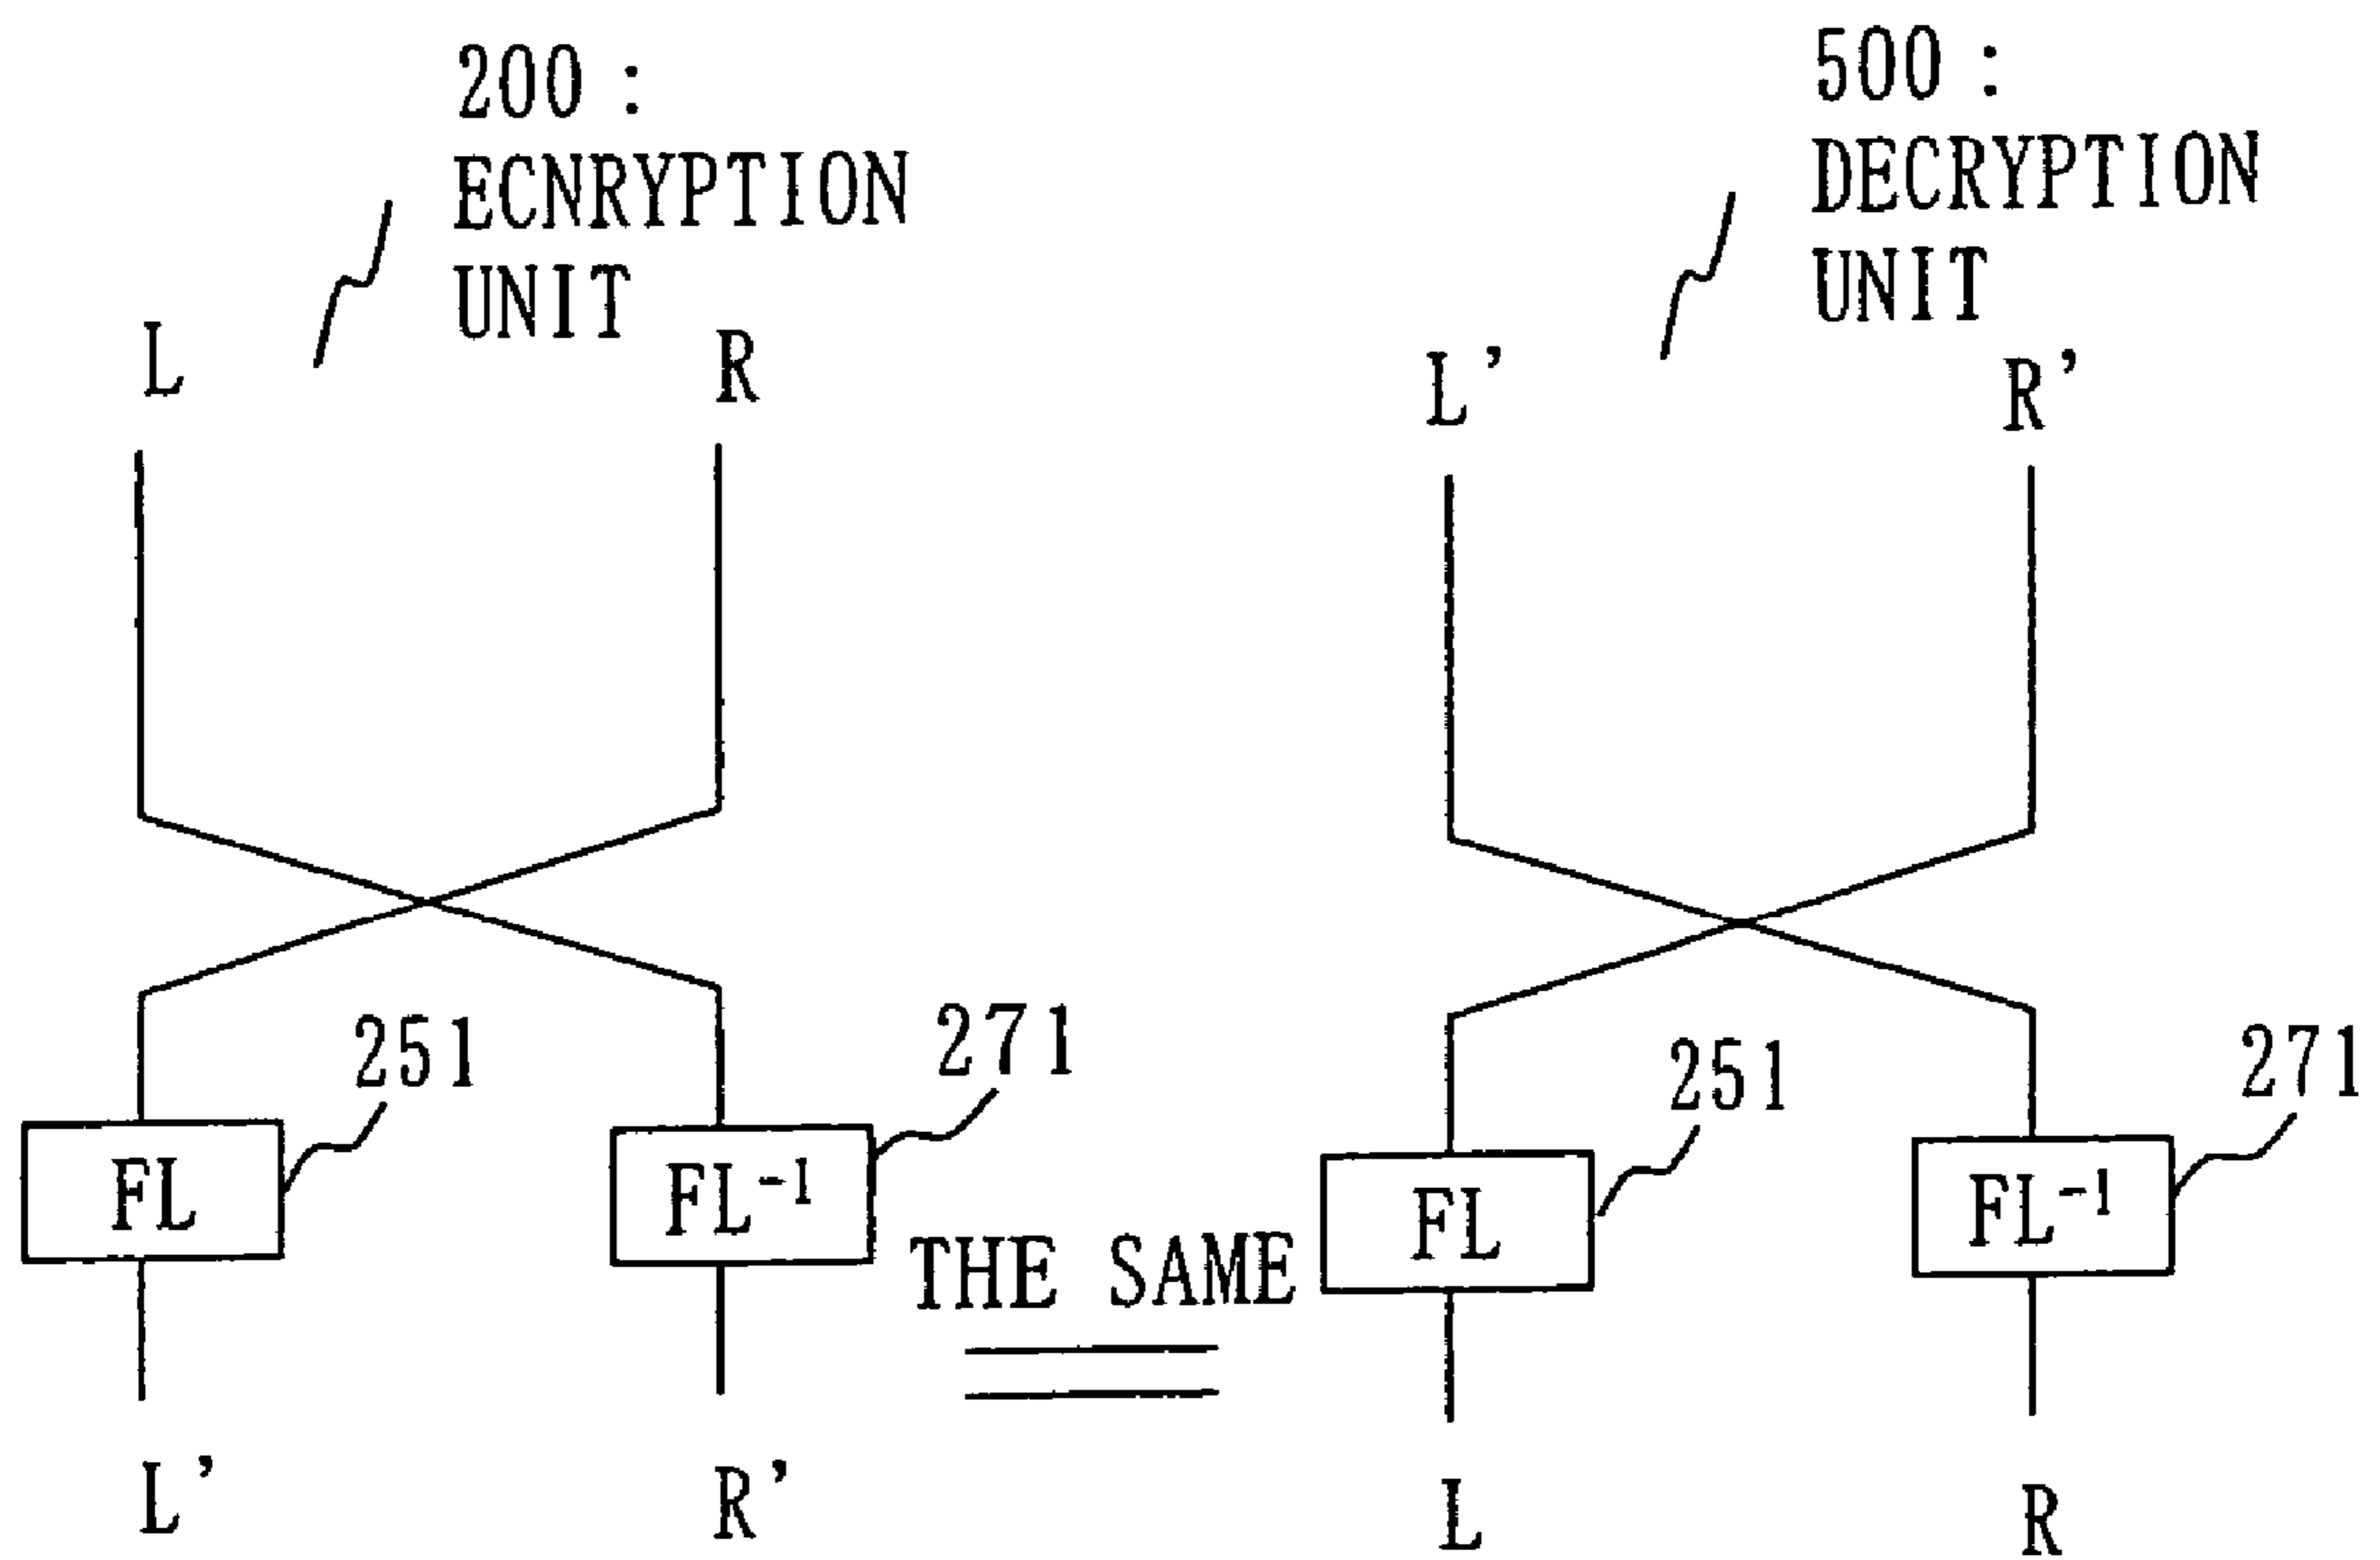 200 :
ECNRYPTION
UNIT
L
R
251
271
FL
FL⁻¹
L'
R'
THE SAME
500 :
DECRYPTION
UNIT
L'
R'
251
271
FL
FL⁻¹
L
R